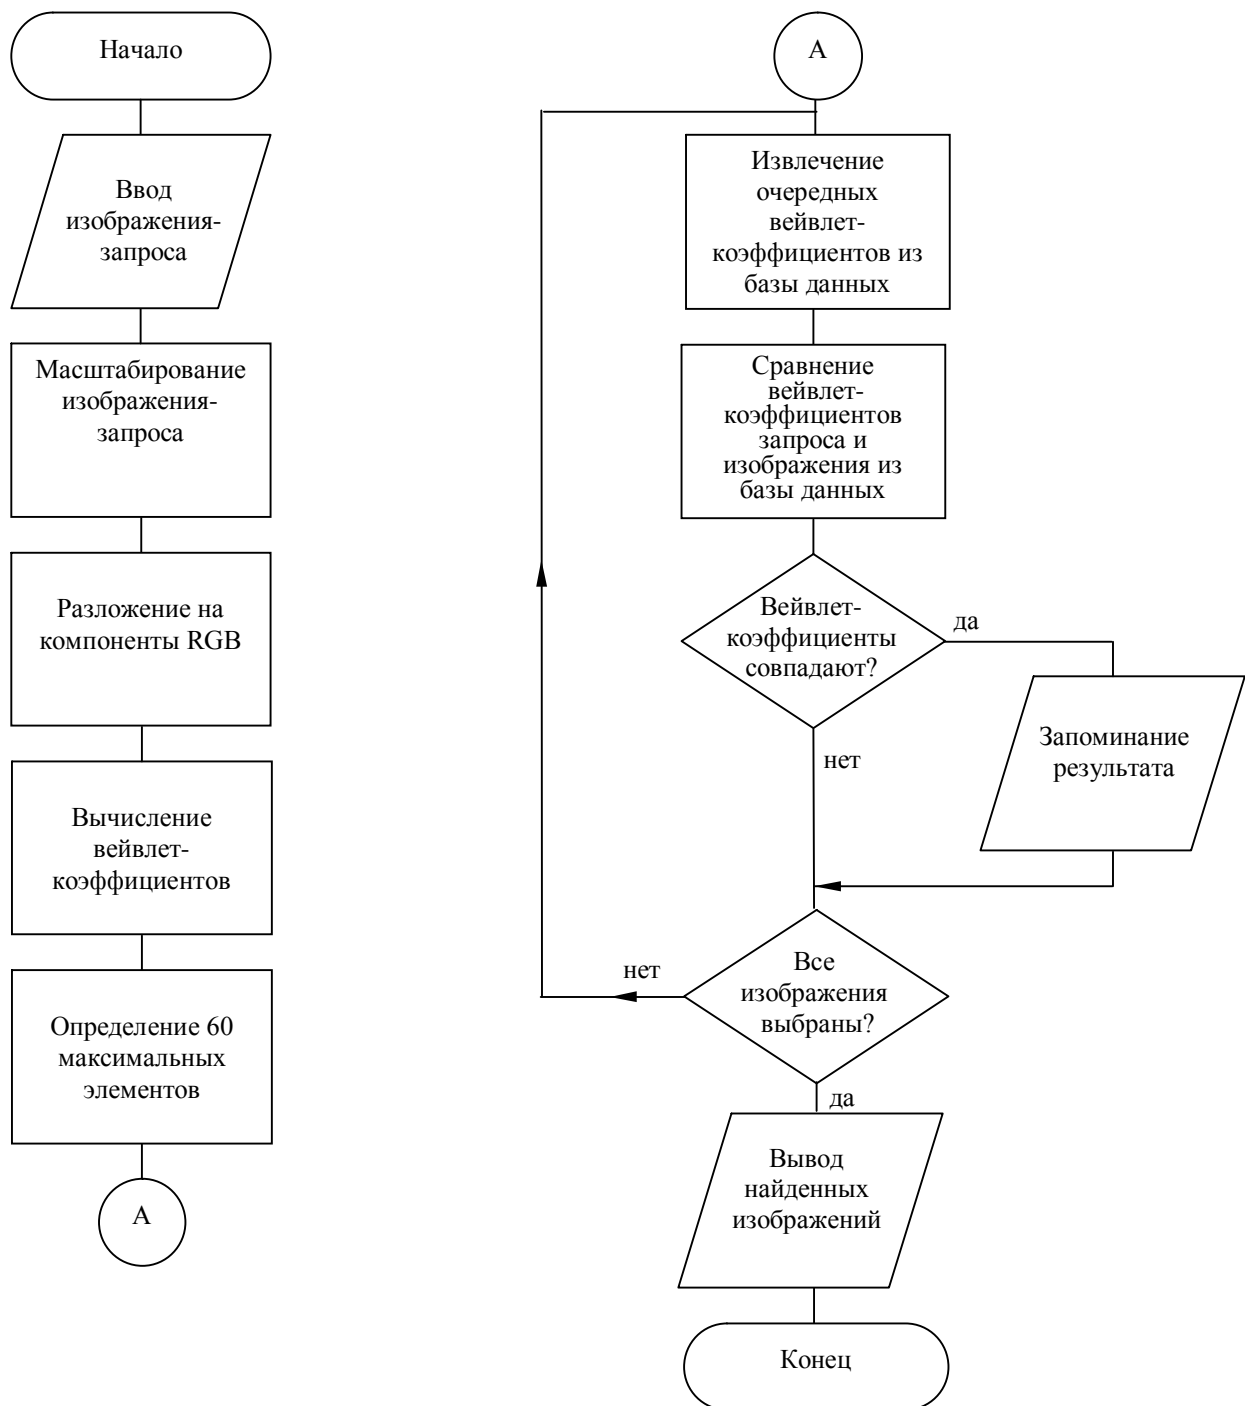 Начало
Ввод
изображения-
запроса
Масштабирование
изображения-
запроса
Разложение на
компоненты RGB
Вычисление
вейвлет-
коэффициентов
Определение 60
максимальных
элементов
А
А
Извлечение
очередных
вейвлет-
коэффициентов из
базы данных
Сравнение
вейвлет-
коэффициентов
запроса и
изображения из
базы данных
Вейвлет-
коэффициенты
совпадают?
да
нет
Запоминание
результата
Все
изображения
выбраны?
нет
да
Вывод
найденных
изображений
Конец